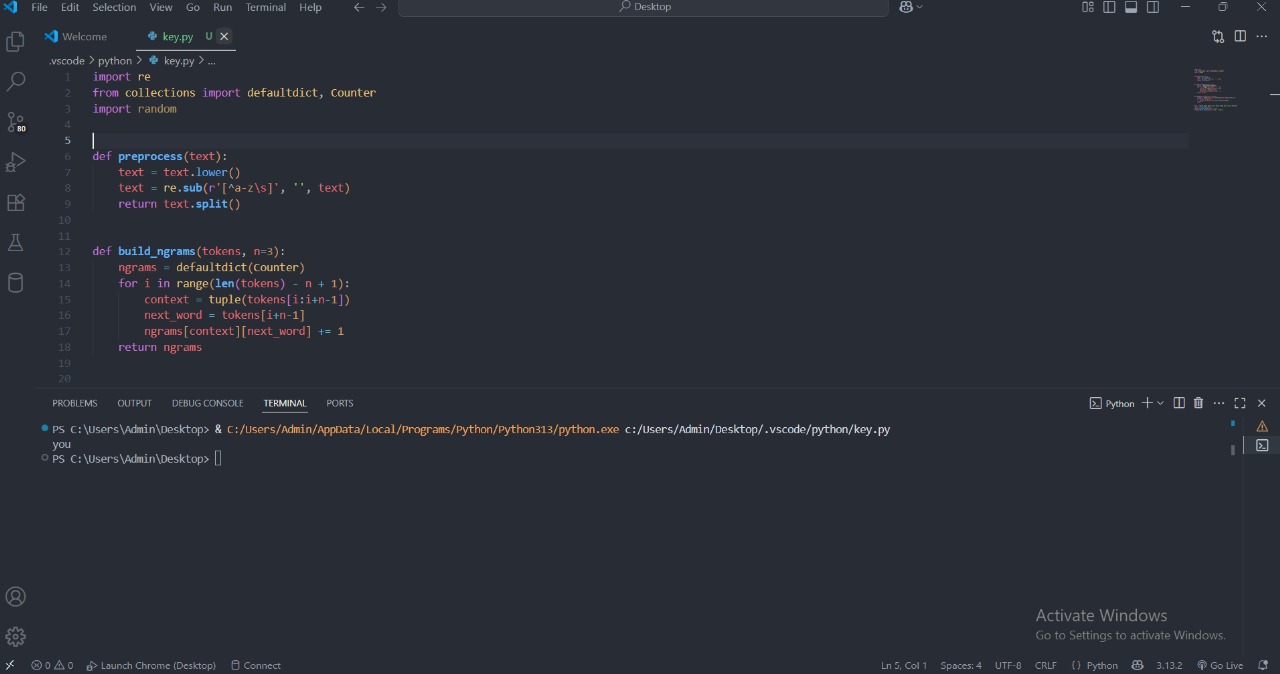 File Edit Selection View Go Run Terminal Help Desktop
Welcome key.py U
.vscode > python > key.py > ...
1 import re
2 from collections import defaultdict, Counter
3 import random
4
5
6 def preprocess(text):
7     text = text.lower()
8     text = re.sub(r'[^a-z\s]', '', text)
9     return text.split()
10
11
12 def build_ngrams(tokens, n=3):
13     ngrams = defaultdict(Counter)
14     for i in range(len(tokens) - n + 1):
15         context = tuple(tokens[i:i+n-1])
16         next_word = tokens[i+n-1]
17         ngrams[context][next_word] += 1
18     return ngrams
19
20
80
PROBLEMS OUTPUT DEBUG CONSOLE TERMINAL PORTS Python
PS C:\Users\Admin\Desktop> & C:/Users/Admin/AppData/Local/Programs/Python/Python313/python.exe c:/Users/Admin/Desktop/.vscode/python/key.py
you
PS C:\Users\Admin\Desktop>
Activate Windows
Go to Settings to activate Windows.
0 0 Launch Chrome (Desktop) Connect Ln 5, Col 1 Spaces: 4 UTF-8 CRLF {} Python 3.13.2 Go Live